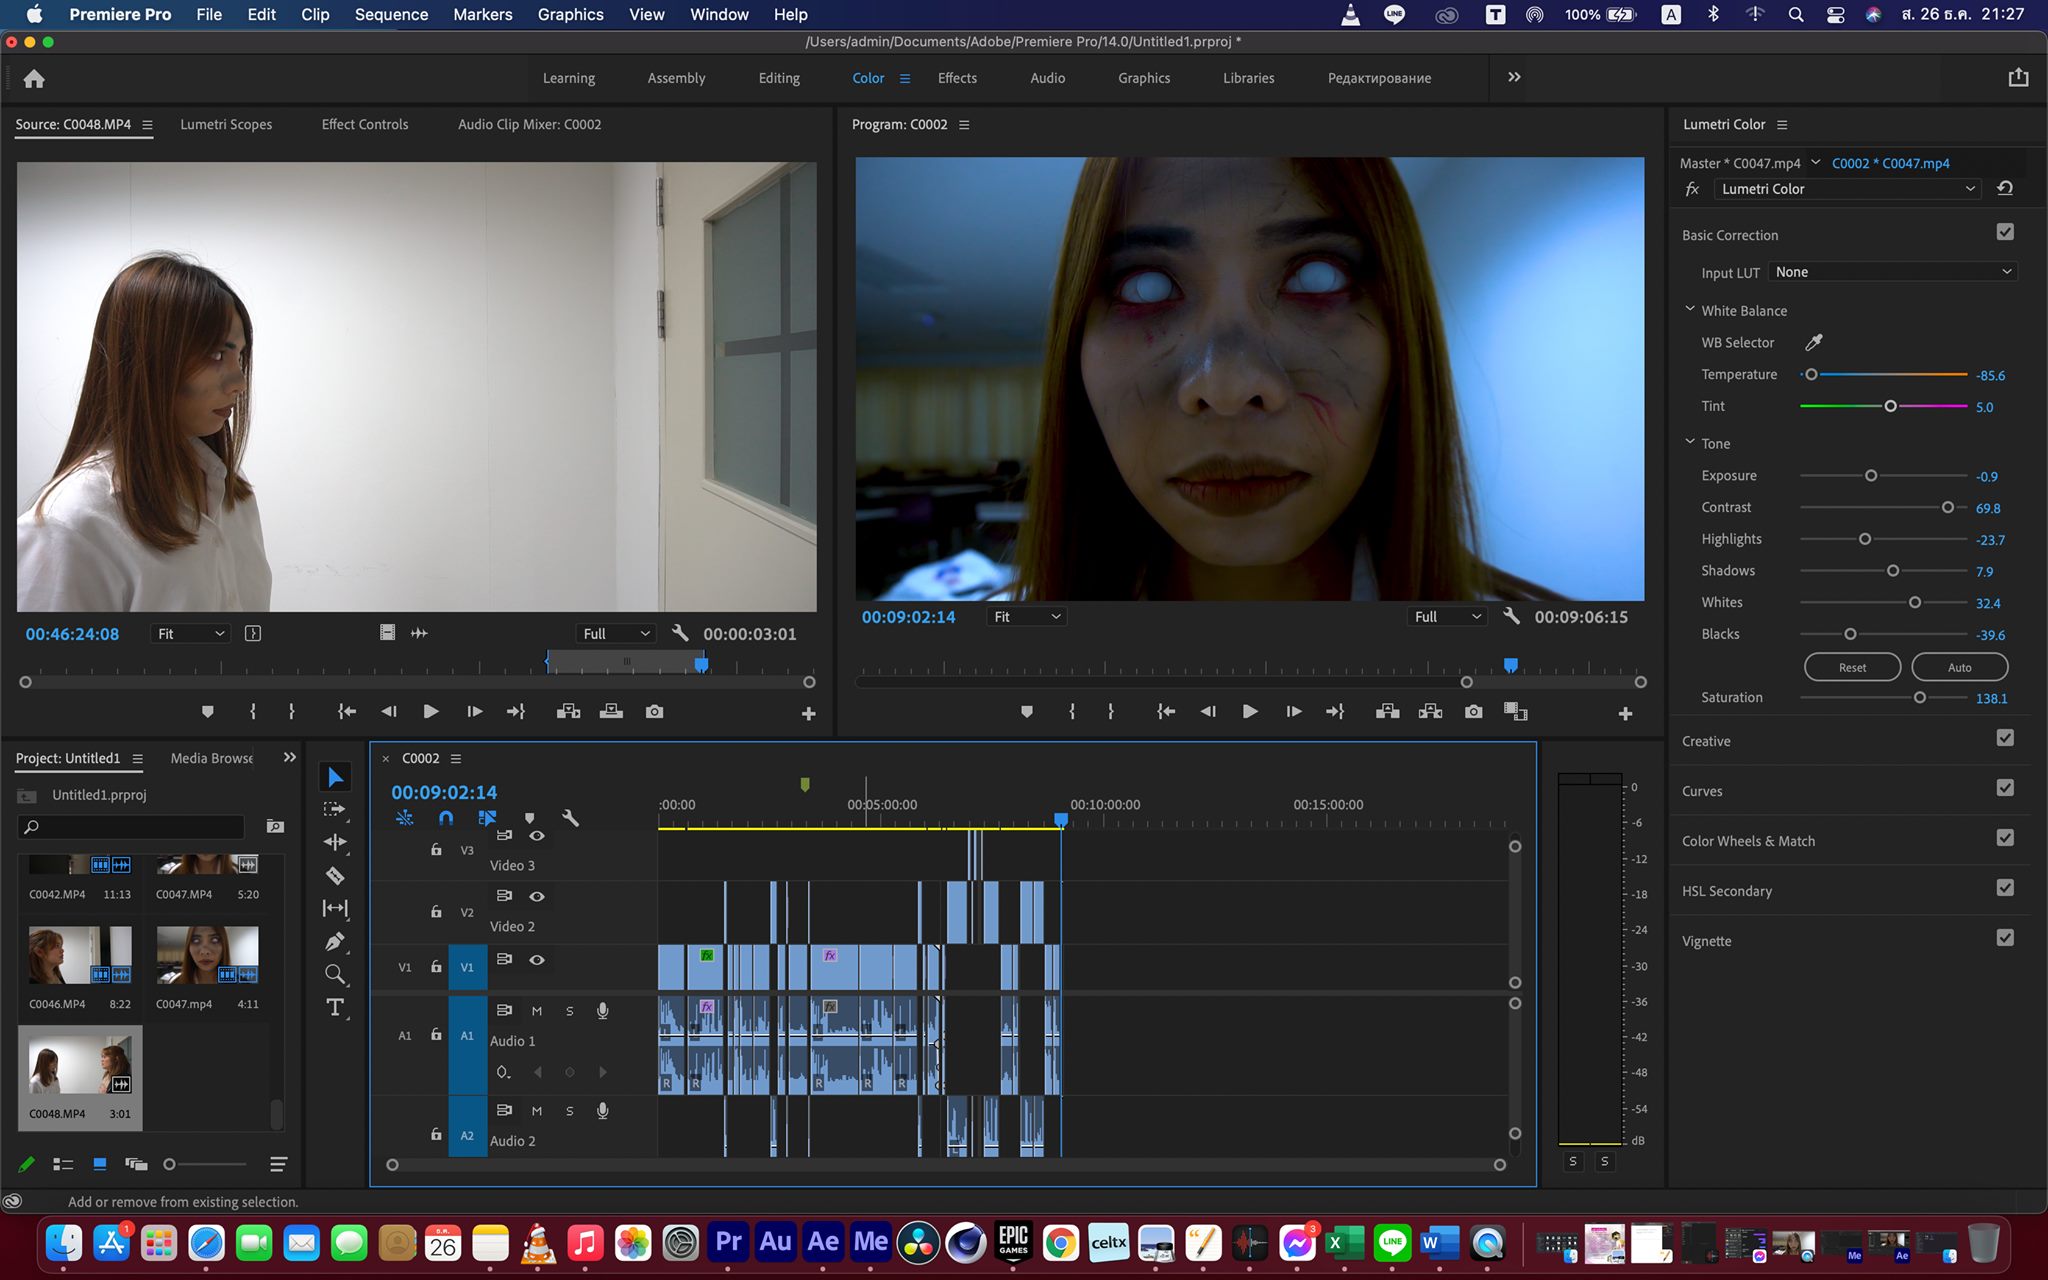 Premiere Pro File Edit Clip Sequence Markers Graphics View Window Help
100% A ส. 26 ธ.ค. 21:27
/Users/admin/Documents/Adobe/Premiere Pro/14.0/Untitled1.prproj *
Learning Assembly Editing Color Effects Audio Graphics Libraries Редактирование
Source: C0048.MP4 Lumetri Scopes Effect Controls Audio Clip Mixer: C0002
00:46:24:08 Fit Full 00:00:03:01
Program: C0002
00:09:02:14 Fit Full 00:09:06:15
Lumetri Color
Master * C0047.mp4 C0002 * C0047.mp4
fx Lumetri Color
Basic Correction
Input LUT None
White Balance
WB Selector
Temperature -85.6
Tint 5.0
Tone
Exposure -0.9
Contrast 69.8
Highlights -23.7
Shadows 7.9
Whites 32.4
Blacks -39.6
Reset Auto
Saturation 138.1
Creative
Curves
Color Wheels & Match
HSL Secondary
Vignette
Project: Untitled1 Media Browse
Untitled1.prproj
C0042.MP4 11:13 C0047.MP4 5:20
C0046.MP4 8:22 C0047.mp4 4:11
C0048.MP4 3:01
C0002
00:09:02:14
:00:00 00:05:00:00 00:10:00:00 00:15:00:00
V3 Video 3
V2 Video 2
V1 V1 fx fx
A1 A1 M S fx fx
Audio 1
R R R R R
A2 M S
Audio 2
L
0
-6
-12
-18
-24
-30
-36
-42
-48
-54
dB
S S
Add or remove from existing selection.
1 26 Pr Au Ae Me EPIC GAMES celtx 3 X LINE W Me Ae